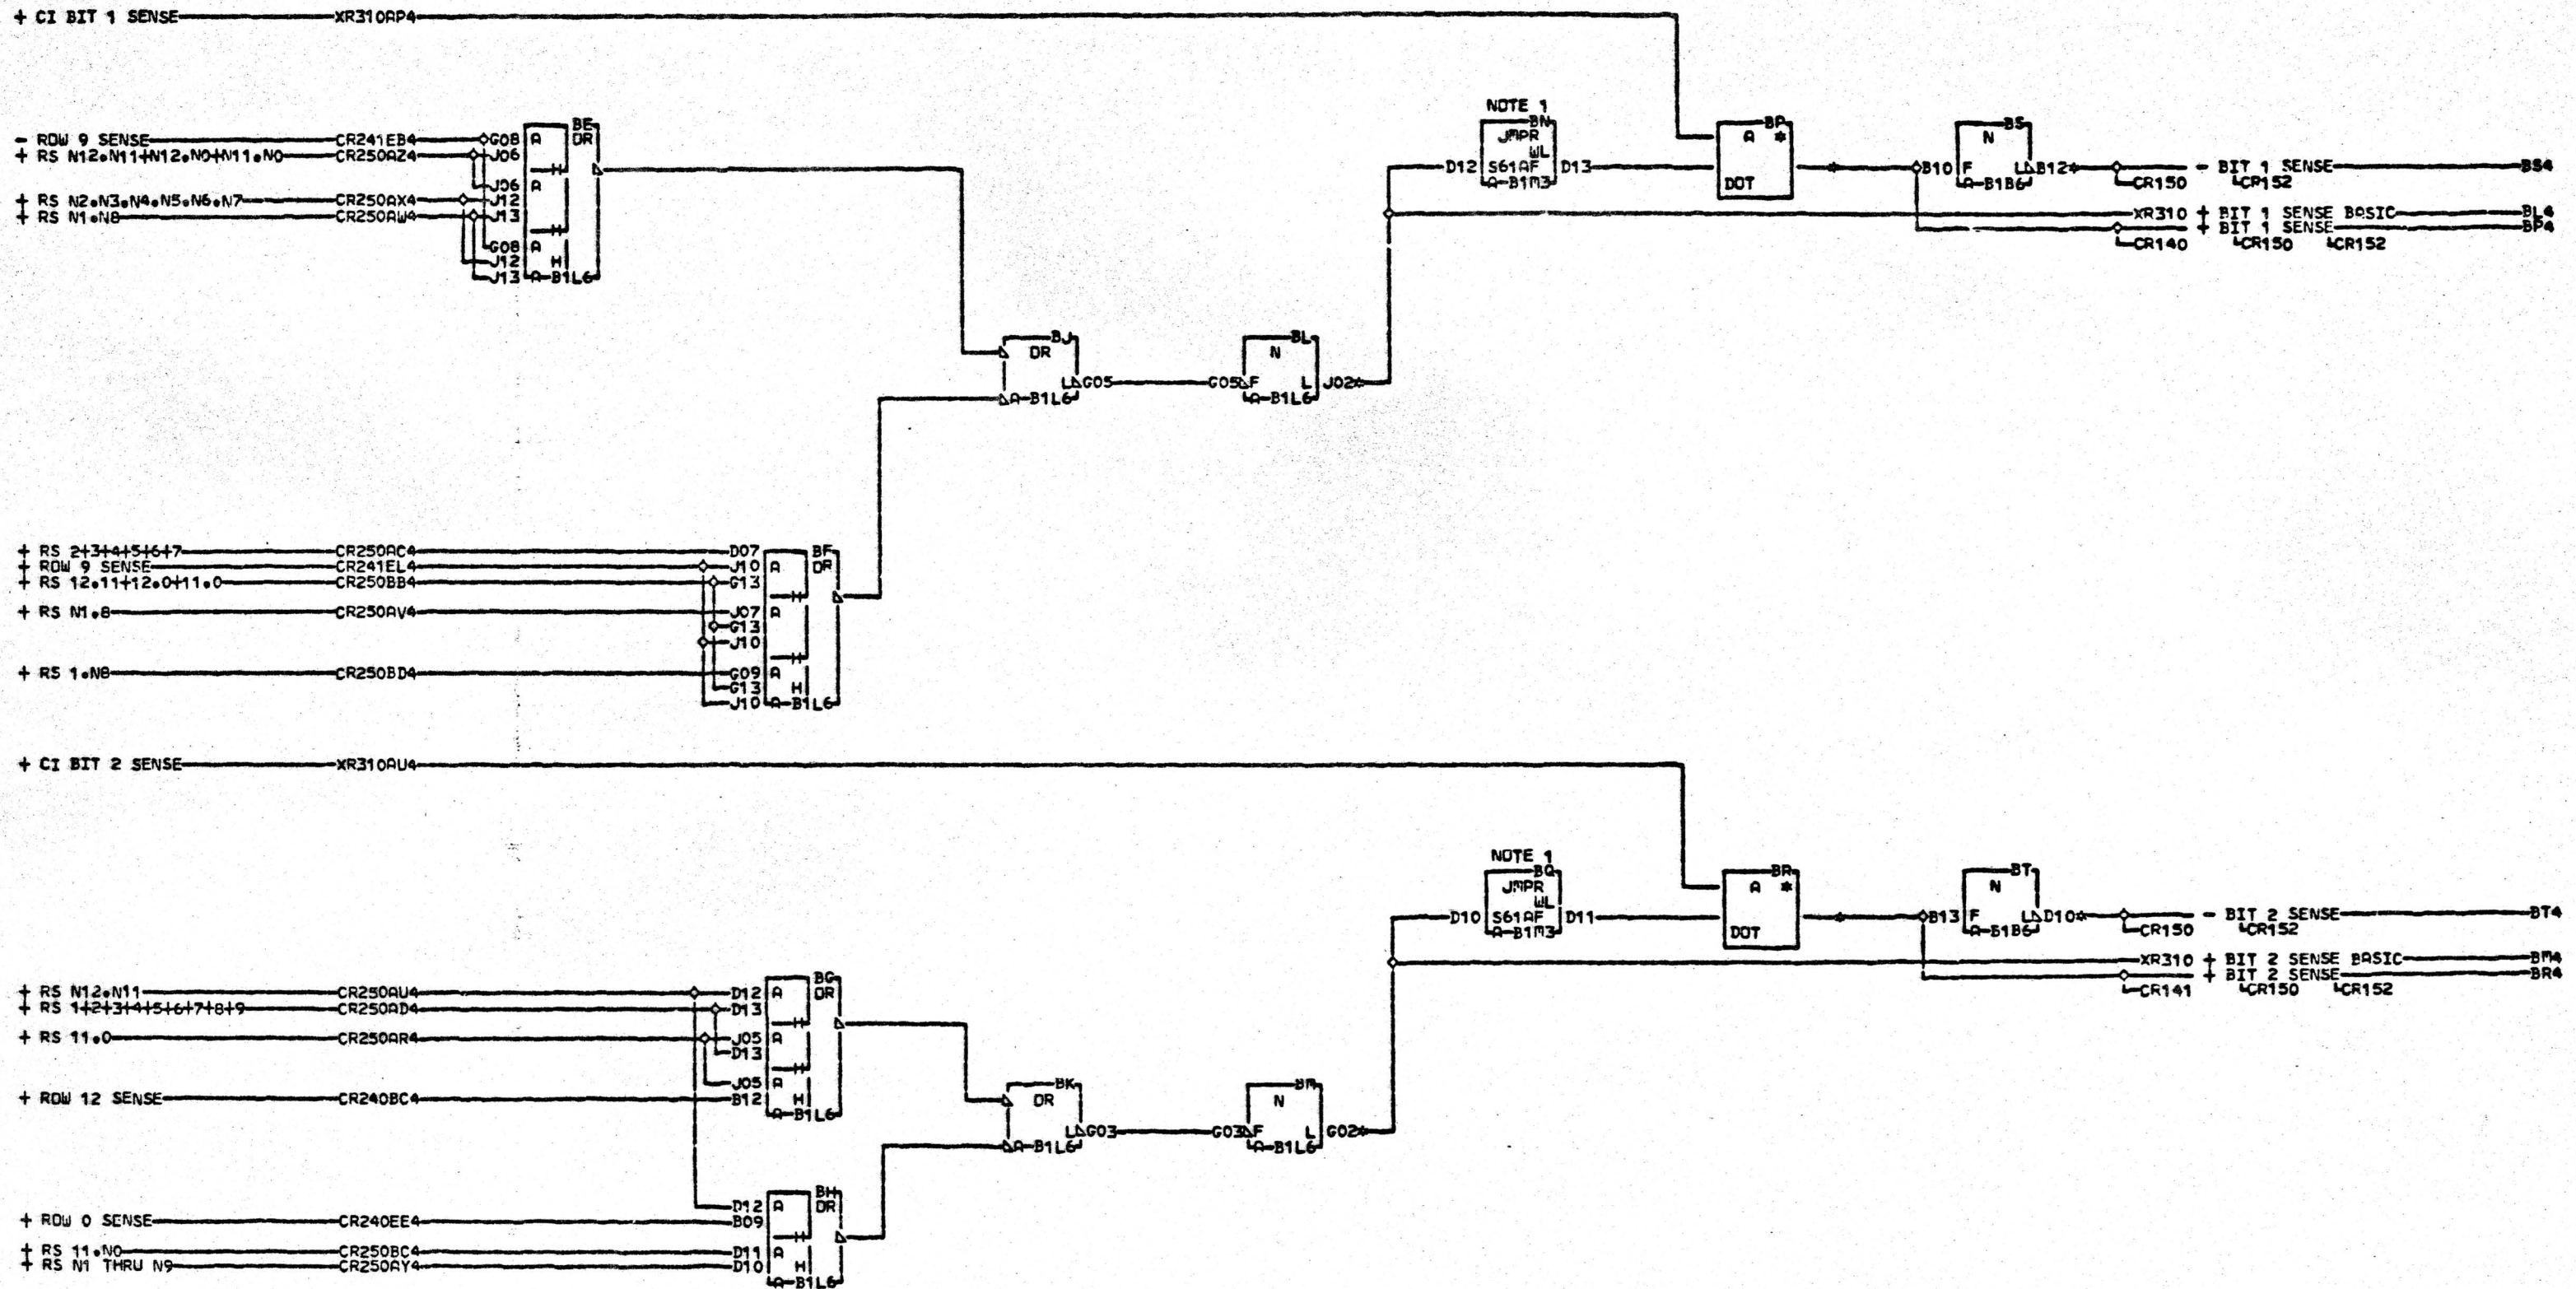 + CI BIT 1 SENSE XR310AP4
NOTE 1
- ROW 9 SENSE CR241EB4 G08 A BE OR
+ RS N12.N11+N12.N0+N11.N0 CR250AZ4 J06
H
J06 A
+ RS N2.N3.N4.N5.N6.N7 CR250AX4 J12
+ RS N1.N8 CR250AW4 J13
H
G08 A
J12 H
J13 A-B1L6
BN
JMPR
WL
D12 S61AF D13
A-B1M3
BP
A *
DOT
BS
N
B10 F L B12* - BIT 1 SENSE BS4
A-B1B6 CR150 CR152
XR310 + BIT 1 SENSE BASIC BL4
+ BIT 1 SENSE BP4
CR140 CR150 CR152
BJ
OR
L G05
A-B1L6
BL
N
G05 F L J02*
A-B1L6
+ RS 2+3+4+5+6+7 CR250AC4 D07 BF
+ ROW 9 SENSE CR241EL4 J10 A OR
+ RS 12.11+12.0+11.0 CR250BB4 G13
H
+ RS N1.8 CR250AV4 J07 A
G13
J10
H
+ RS 1.N8 CR250BD4 G09 A
G13 H
J10 A-B1L6
+ CI BIT 2 SENSE XR310AU4
NOTE 1
BQ
JMPR
WL
D10 S61AF D11
A-B1M3
BR
A *
DOT
BT
N
B13 F L D10* - BIT 2 SENSE BT4
A-B1B6 CR150 CR152
XR310 + BIT 2 SENSE BASIC BM4
+ BIT 2 SENSE BR4
CR141 CR150 CR152
BG
+ RS N12.N11 CR250AU4 D12 A OR
+ RS 1+2+3+4+5+6+7+8+9 CR250AD4 D13
H
+ RS 11.0 CR250AR4 J05 A
D13
H
J05 A
+ ROW 12 SENSE CR240BC4 B12 H
A-B1L6
BK
OR
L G03
A-B1L6
BM
N
G03 F L G02*
A-B1L6
BH
D12 A OR
+ ROW 0 SENSE CR240EE4 B09
H
+ RS 11.N0 CR250BC4 D11 A
+ RS N1 THRU N9 CR250AY4 D10 H
A-B1L6